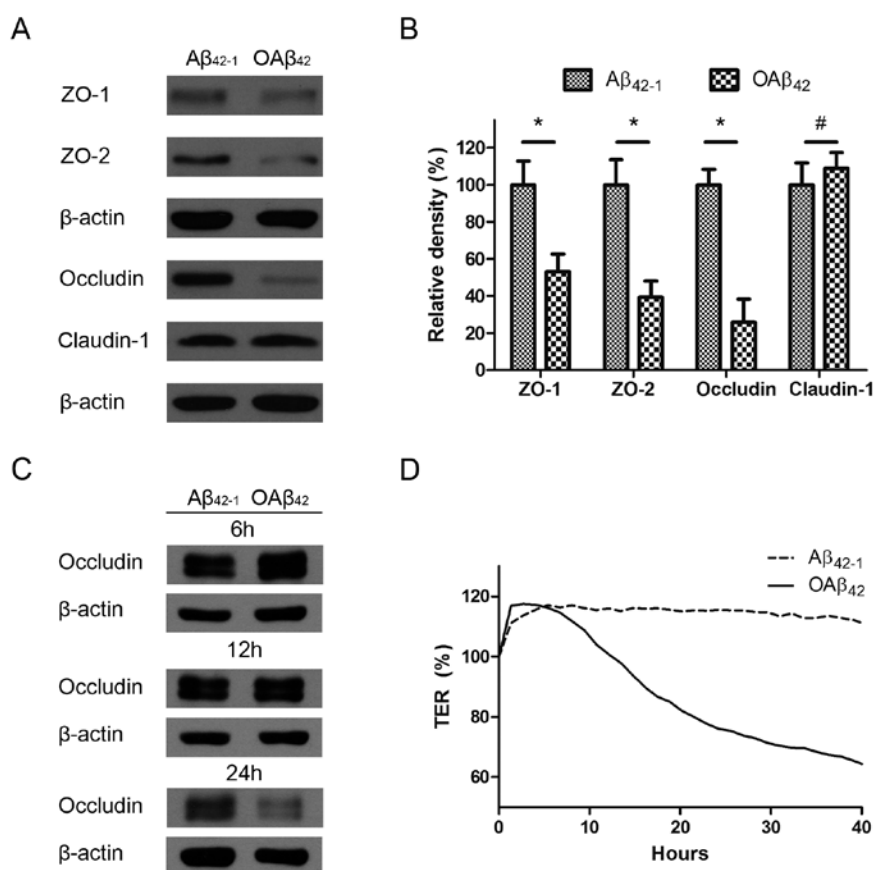 A
Aβ42-1 OAβ42
ZO-1
ZO-2
β-actin
Occludin
Claudin-1
β-actin
B
Aβ42-1 OAβ42
* * * #
Relative density (%)
120
100
80
60
40
20
0
ZO-1 ZO-2 Occludin Claudin-1
C
Aβ42-1 OAβ42
6h
Occludin
β-actin
12h
Occludin
β-actin
24h
Occludin
β-actin
D
Aβ42-1
OAβ42
TER (%)
120
100
80
60
0 10 20 30 40
Hours